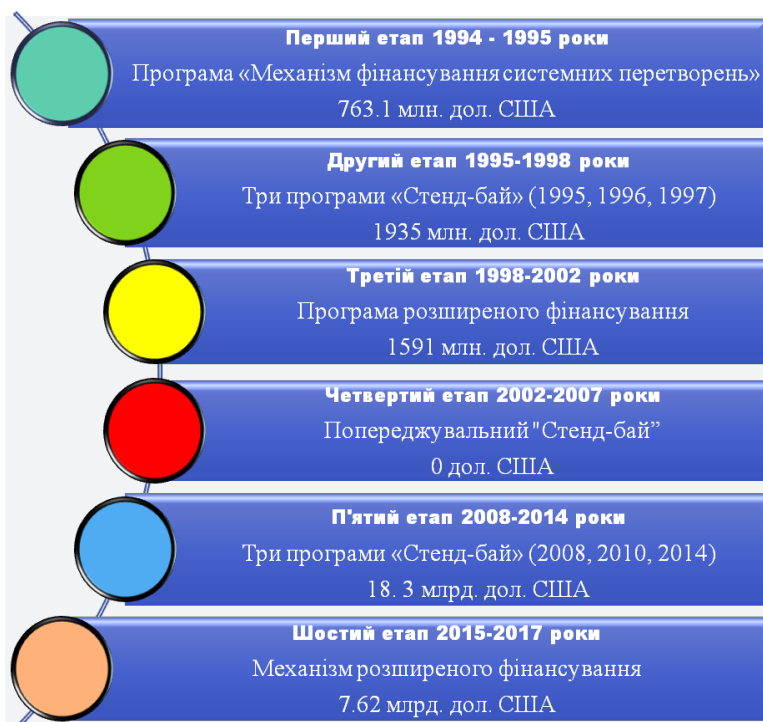 Перший етап 1994 - 1995 роки
Програма «Механізм фінансування системних перетворень»
763.1 млн. дол. США
Другий етап 1995-1998 роки
Три програми «Стенд-бай» (1995, 1996, 1997)
1935 млн. дол. США
Третій етап 1998-2002 роки
Програма розширеного фінансування
1591 млн. дол. США
Четвертий етап 2002-2007 роки
Попереджувальний "Стенд-бай”
0 дол. США
П'ятий етап 2008-2014 роки
Три програми «Стенд-бай» (2008, 2010, 2014)
18. 3 млрд. дол. США
Шостий етап 2015-2017 роки
Механізм розширеного фінансування
7.62 млрд. дол. США